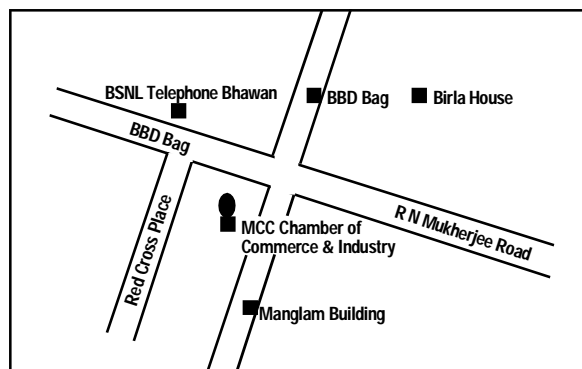 BSNL Telephone Bhawan
BBD Bag
Birla House
BBD Bag
Red Cross Place
MCC Chamber of
Commerce & Industry
R N Mukherjee Road
Manglam Building